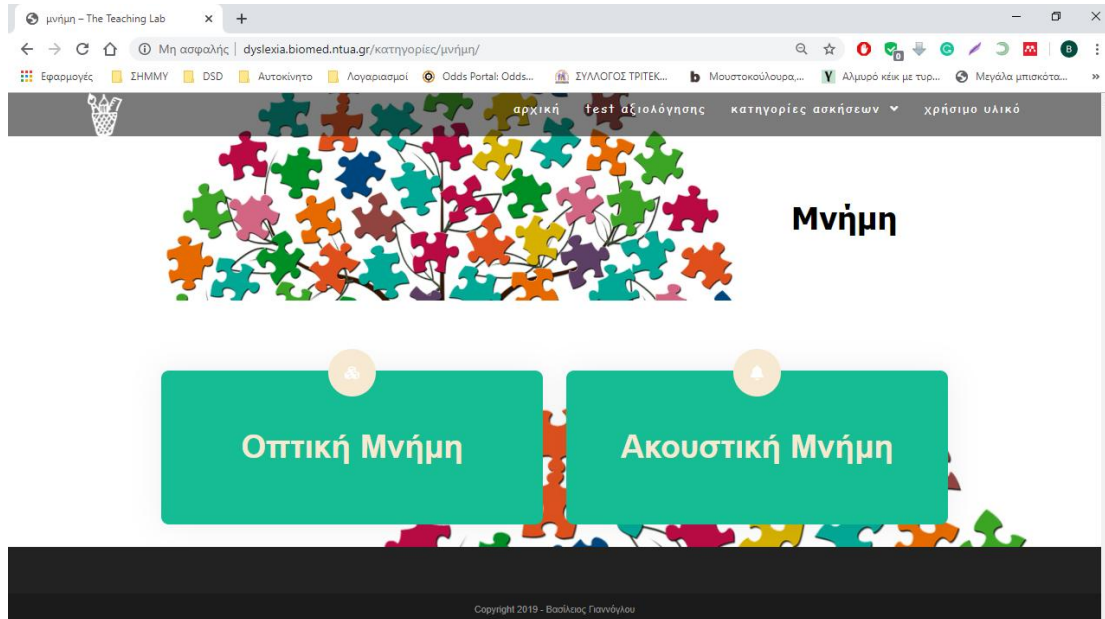 μνήμη – The Teaching Lab
Μη ασφαλής | dyslexia.biomed.ntua.gr/κατηγορίες/μνήμη/
Εφαρμογές ΣΗΜΜΥ DSD Αυτοκίνητο Λογαριασμοί Odds Portal: Odds... ΣΥΛΛΟΓΟΣ ΤΡΙΤΕΚ... Μουστοκούλουρα,... Αλμυρό κέικ με τυρ... Μεγάλα μπισκότα... »
αρχική test αξιολόγησης κατηγορίες ασκήσεων χρήσιμο υλικό
Μνήμη
Οπτική Μνήμη
Ακουστική Μνήμη
Copyright 2019 - Βασίλειος Γιαννόγλου